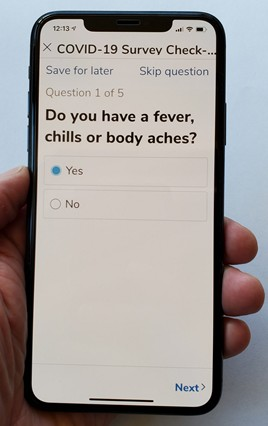 12:13
× COVID-19 Survey Check-...
Save for later Skip question
Question 1 of 5
Do you have a fever,
chills or body aches?
Yes
No
Next >